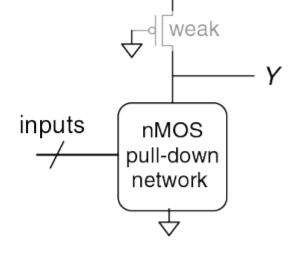 weak
Y
inputs
nMOS
pull-down
network